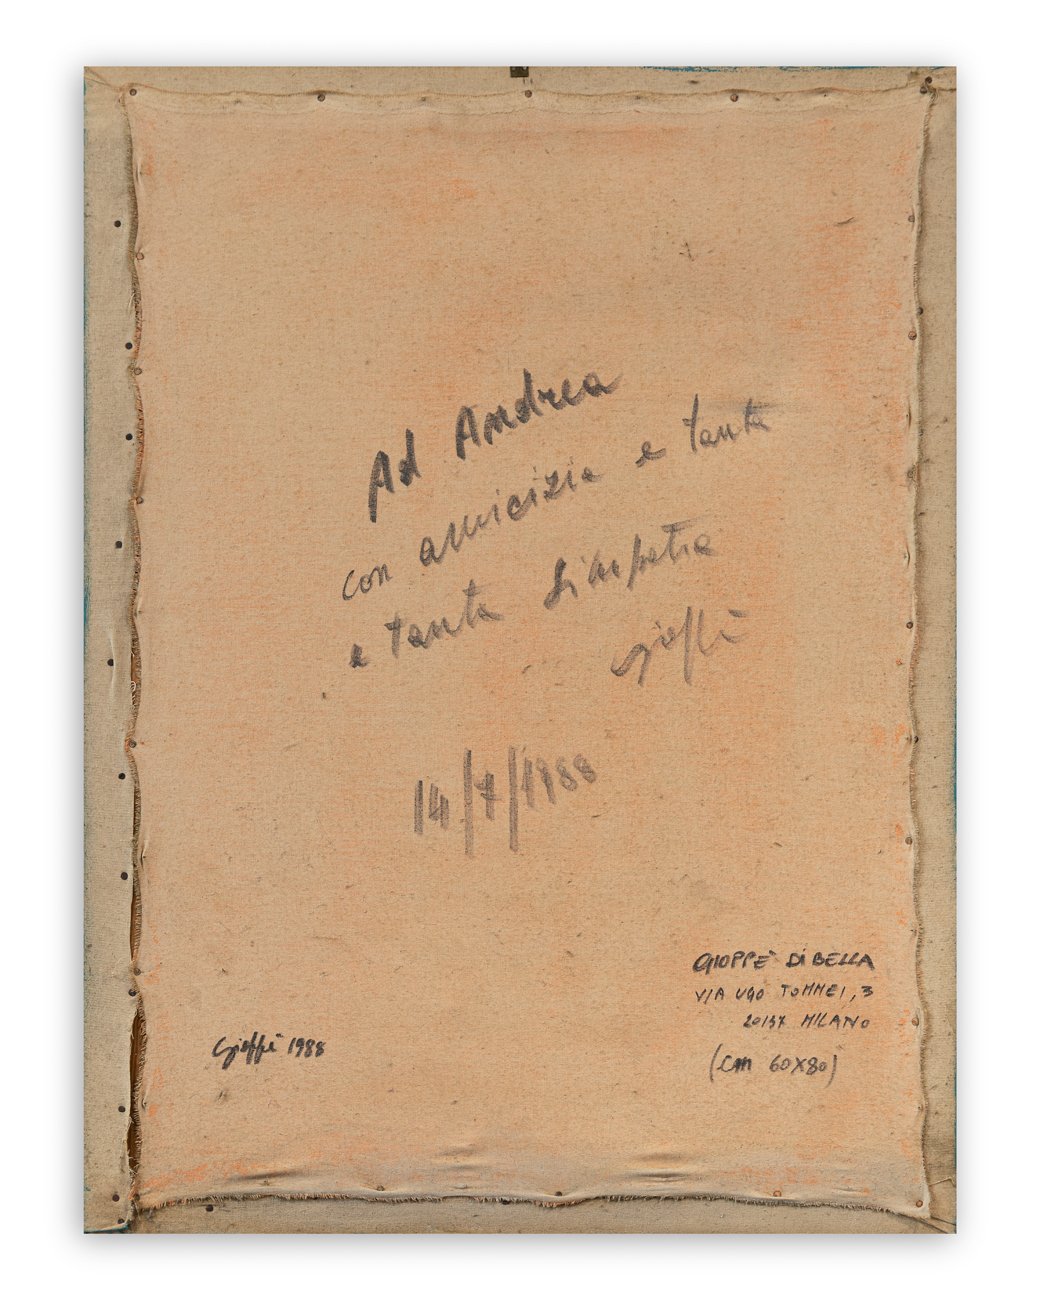 Ad Andrea
con amicizia e tanta
e tanta simpatia
Gioppè
14/7/1988
GIOPPÈ Di BELLA
VIA UGO TOMMEI, 3
20137 MILANO
(cm 60X80)
Gioppè 1988